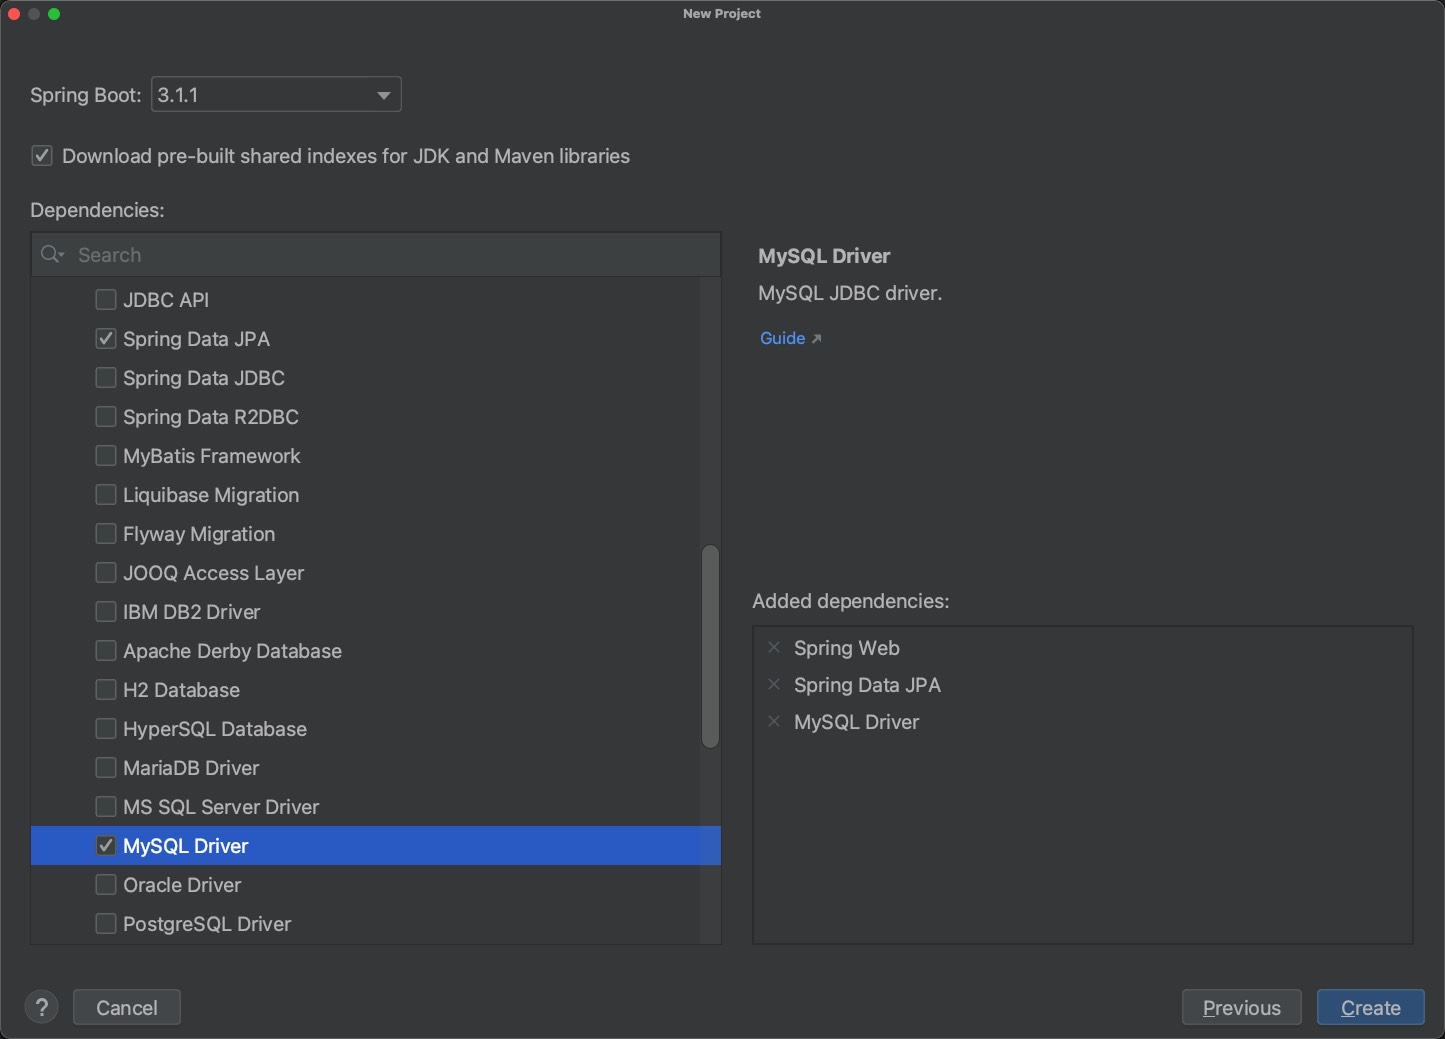 New Project
Spring Boot: 3.1.1
Download pre-built shared indexes for JDK and Maven libraries
Dependencies:
Search
JDBC API
Spring Data JPA
Spring Data JDBC
Spring Data R2DBC
MyBatis Framework
Liquibase Migration
Flyway Migration
JOOQ Access Layer
IBM DB2 Driver
Apache Derby Database
H2 Database
HyperSQL Database
MariaDB Driver
MS SQL Server Driver
MySQL Driver
Oracle Driver
PostgreSQL Driver
MySQL Driver
MySQL JDBC driver.
Guide ↗
Added dependencies:
Spring Web
Spring Data JPA
MySQL Driver
? Cancel Previous Create